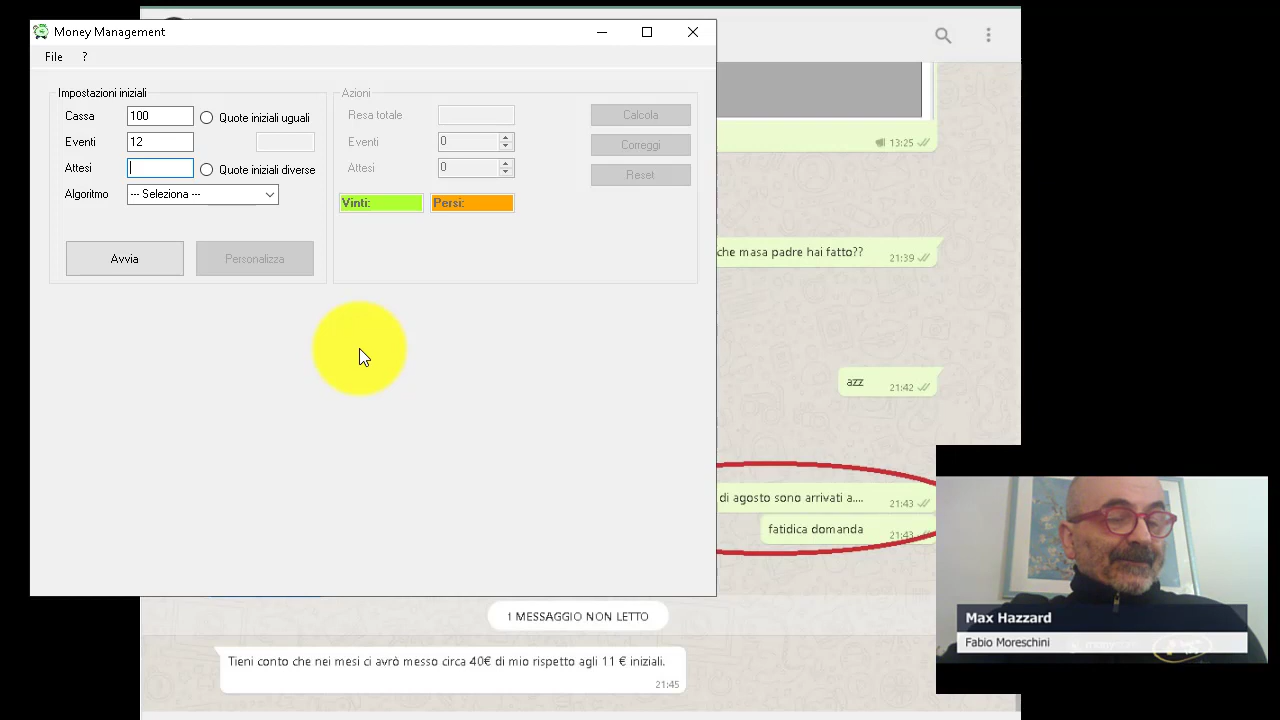 Money Management
File ?
Impostazioni iniziali
Cassa 100 Quote iniziali uguali
Eventi 12
Attesi Quote iniziali diverse
Algoritmo --- Seleziona ---
Avvia Personalizza
Azioni
Resa totale Calcola
Eventi 0 Correggi
Attesi 0 Reset
Vinti: Persi:
13:25
che masa padre hai fatto??
21:39
azz
21:42
di agosto sono arrivati a....
21:43
fatidica domanda
21:43
1 MESSAGGIO NON LETTO
Tieni conto che nei mesi ci avrò messo circa 40€ di mio rispetto agli 11 € iniziali.
21:45
Max Hazzard
Fabio Moreschini